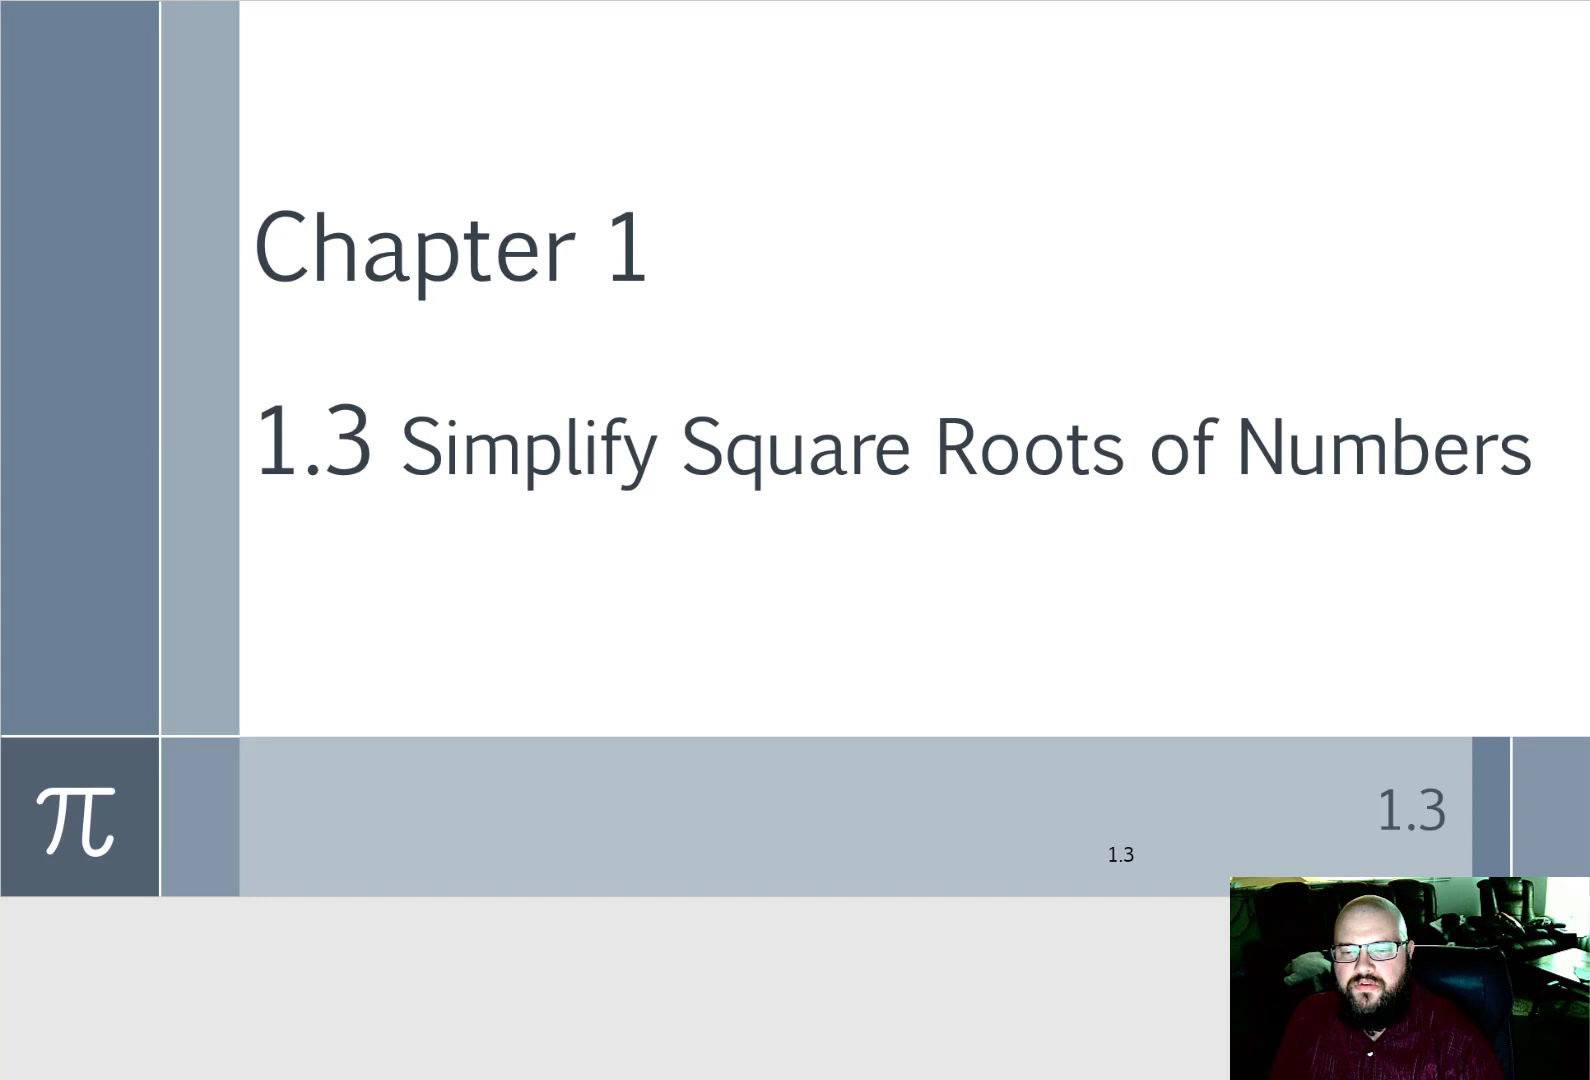 Chapter 1
1.3 Simplify Square Roots of Numbers
π
1.3
1.3